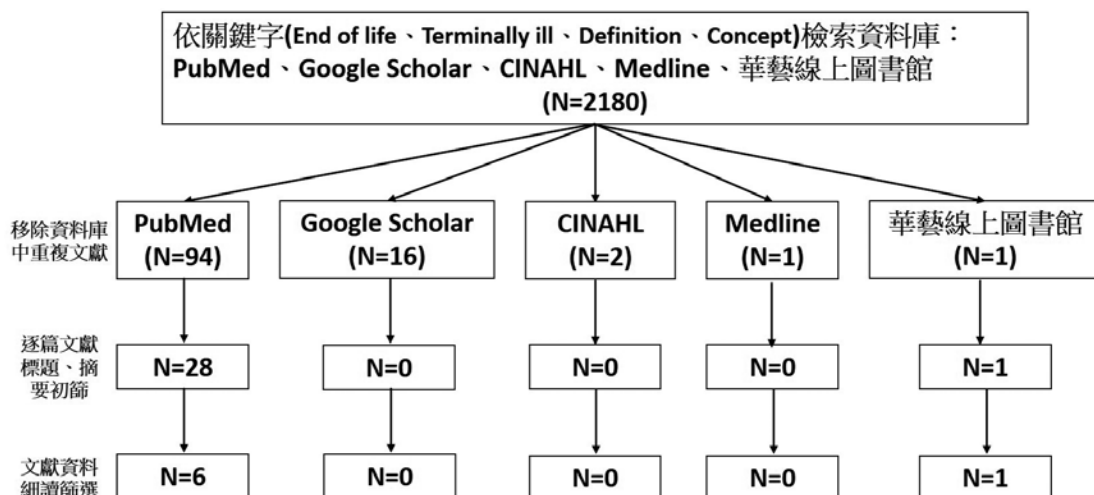 依關鍵字(End of life、Terminally ill、Definition、Concept)檢索資料庫：
PubMed、Google Scholar、CINAHL、Medline、華藝線上圖書館
(N=2180)
移除資料庫
中重複文獻
PubMed
(N=94)
Google Scholar
(N=16)
CINAHL
(N=2)
Medline
(N=1)
華藝線上圖書館
(N=1)
逐篇文獻
標題、摘
要初篩
N=28
N=0
N=0
N=0
N=1
文獻資料
細讀篩選
N=6
N=0
N=0
N=0
N=1